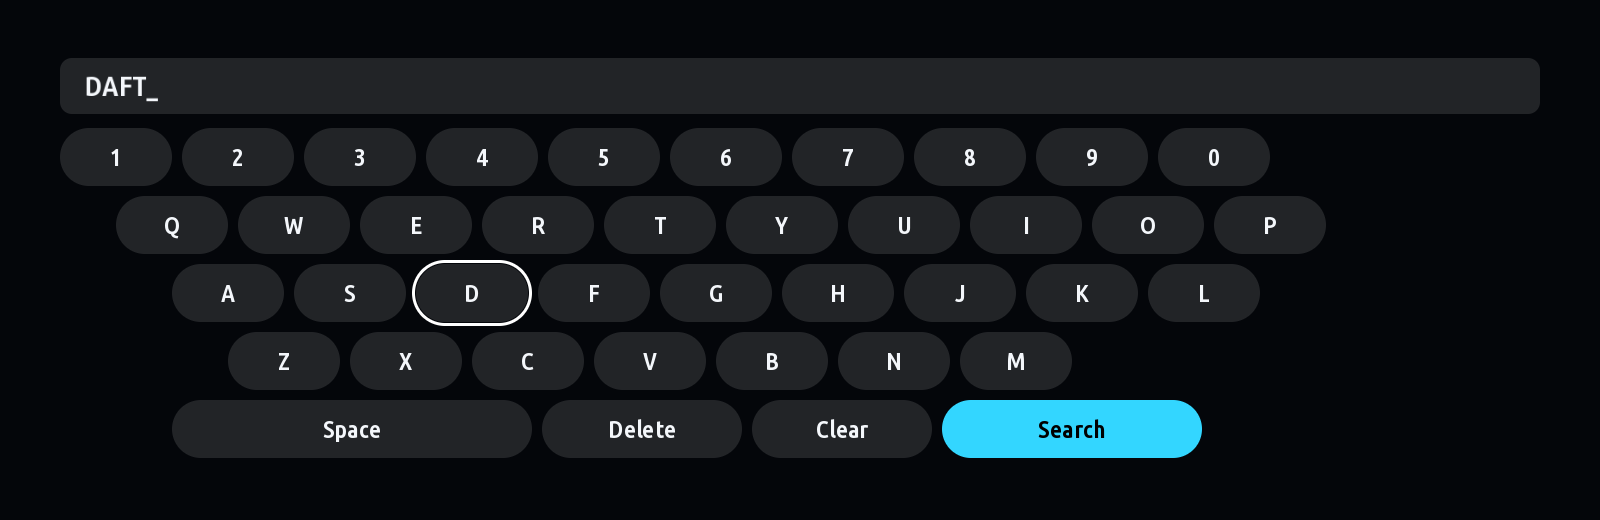 DAFT_
1 2 3 4 5 6 7 8 9 0
Q W E R T Y U I O P
A S D F G H J K L
Z X C V B N M
Space Delete Clear Search